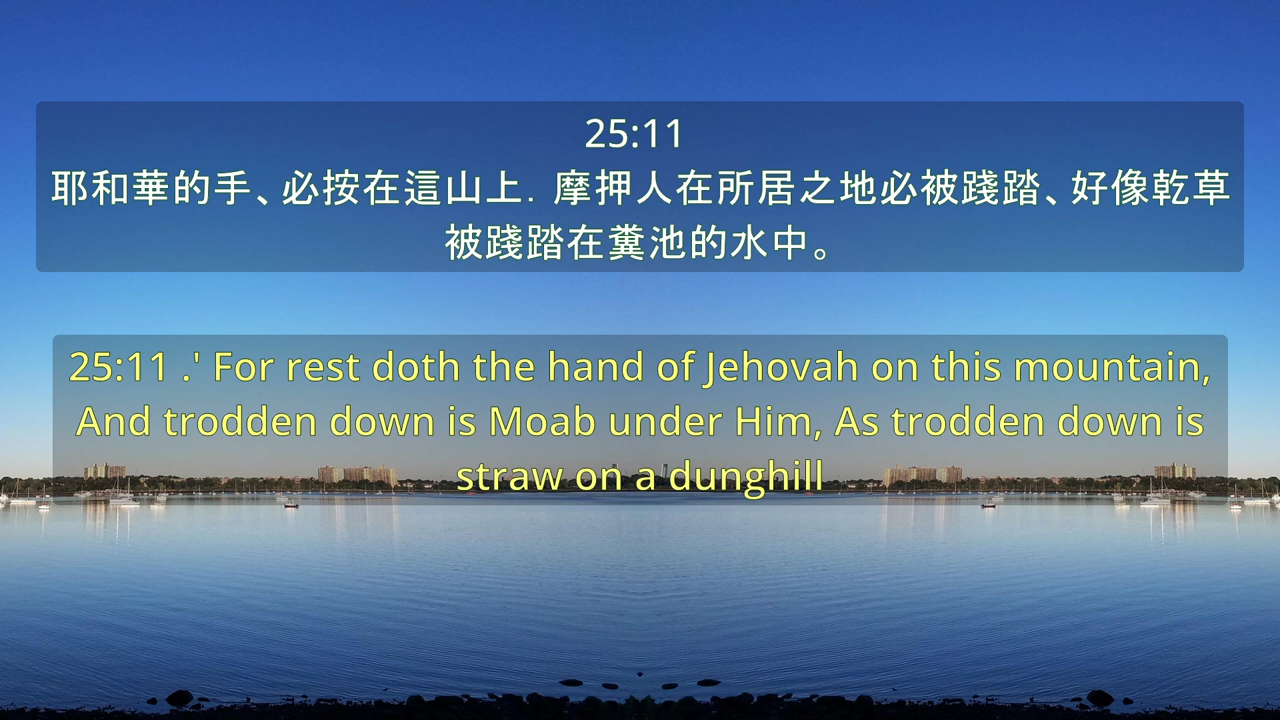 25:11
耶和華的手、必按在這山上．摩押人在所居之地必被踐踏、好像乾草
被踐踏在糞池的水中。
25:11 .' For rest doth the hand of Jehovah on this mountain,
And trodden down is Moab under Him, As trodden down is
straw on a dunghill